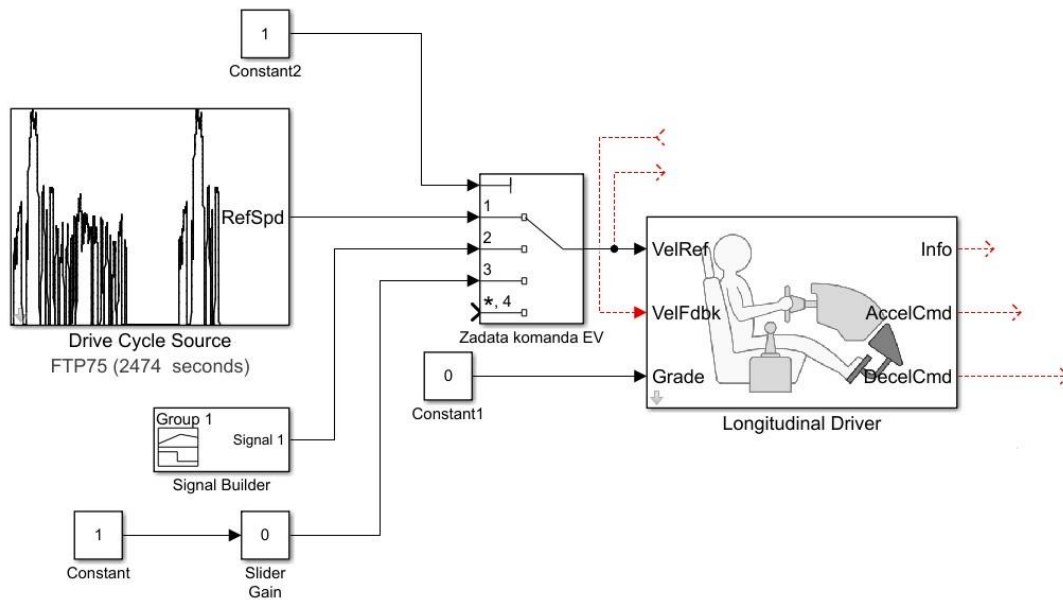 1
Constant2
RefSpd
Drive Cycle Source
FTP75 (2474 seconds)
1
2
3
*, 4
Zadata komanda EV
VelRef
VelFdbk
Grade
Info
AccelCmd
DecelCmd
Longitudinal Driver
0
Constant1
Group 1
Signal 1
Signal Builder
1
Constant
0
Slider
Gain